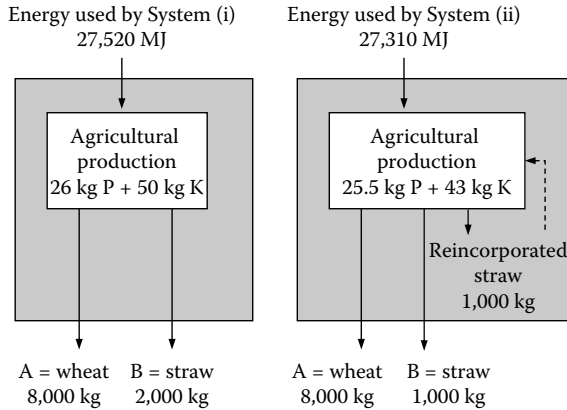 Energy used by System (i)
27,520 MJ
Agricultural
production
26 kg P + 50 kg K
A = wheat
8,000 kg
B = straw
2,000 kg
Energy used by System (ii)
27,310 MJ
Agricultural
production
25.5 kg P + 43 kg K
Reincorporated
straw
1,000 kg
A = wheat
8,000 kg
B = straw
1,000 kg